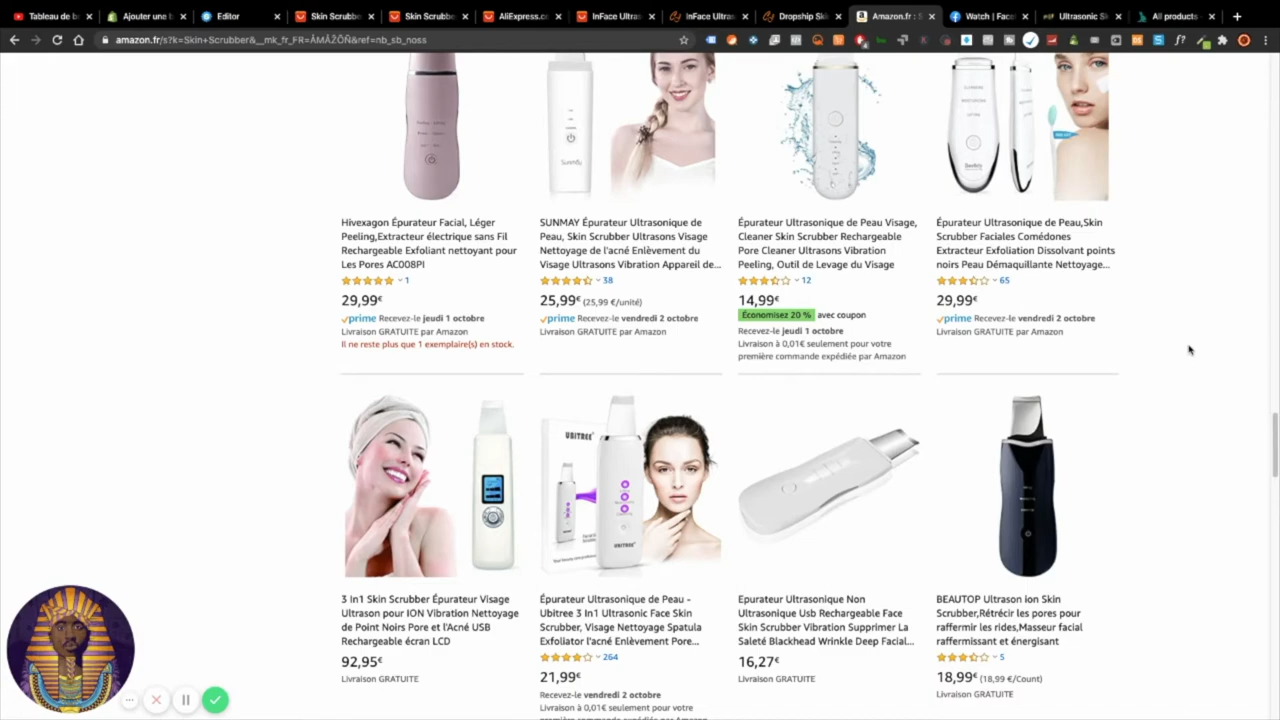 Tableau de bo
Ajouter une b
Editor
Skin Scrubbe
Skin Scrubbe
AliExpress.co
InFace Ultras
InFace Ultras
Dropship Skin
Amazon.fr : S
Watch | Face
Ultrasonic Sk
All products
amazon.fr/s?k=Skin+Scrubber&__mk_fr_FR=ÅMÅŽÕÑ&ref=nb_sb_noss
Hivexagon Épurateur Facial, Léger
Peeling,Extracteur électrique sans Fil
Rechargeable Exfoliant nettoyant pour
Les Pores AC008PI
1
29,99€
prime Recevez-le jeudi 1 octobre
Livraison GRATUITE par Amazon
Il ne reste plus que 1 exemplaire(s) en stock.
Sunmay
SUNMAY Épurateur Ultrasonique de
Peau, Skin Scrubber Ultrasons Visage
Nettoyage de l'acné Enlèvement du
Visage Ultrasons Vibration Appareil de...
38
25,99€ (25,99 €/unité)
prime Recevez-le vendredi 2 octobre
Livraison GRATUITE par Amazon
Épurateur Ultrasonique de Peau Visage,
Cleaner Skin Scrubber Rechargeable
Pore Cleaner Ultrasons Vibration
Peeling, Outil de Levage du Visage
12
14,99€
Économisez 20 % avec coupon
Recevez-le jeudi 1 octobre
Livraison à 0,01€ seulement pour votre
première commande expédiée par Amazon
Épurateur Ultrasonique de Peau,Skin
Scrubber Faciales Comédones
Extracteur Exfoliation Dissolvant points
noirs Peau Démaquillante Nettoyage...
65
29,99€
prime Recevez-le vendredi 2 octobre
Livraison GRATUITE par Amazon
3 In1 Skin Scrubber Épurateur Visage
Ultrason pour ION Vibration Nettoyage
de Point Noirs Pore et l'Acné USB
Rechargeable écran LCD
92,95€
Livraison GRATUITE
UBITREE
UBITREE
Épurateur Ultrasonique de Peau -
Ubitree 3 In1 Ultrasonic Face Skin
Scrubber, Visage Nettoyage Spatula
Exfoliator l'acné Enlèvement Pore...
264
21,99€
Recevez-le vendredi 2 octobre
Livraison à 0,01€ seulement pour votre
première commande expédiée par Amazon
Epurateur Ultrasonique Non
Ultrasonique Usb Rechargeable Face
Skin Scrubber Vibration Supprimer La
Saleté Blackhead Wrinkle Deep Facial...
16,27€
Livraison GRATUITE
BEAUTOP Ultrason ion Skin
Scrubber,Rétrécir les pores pour
raffermir les rides,Masseur facial
raffermissant et énergisant
5
18,99€ (18,99 €/Count)
Livraison GRATUITE